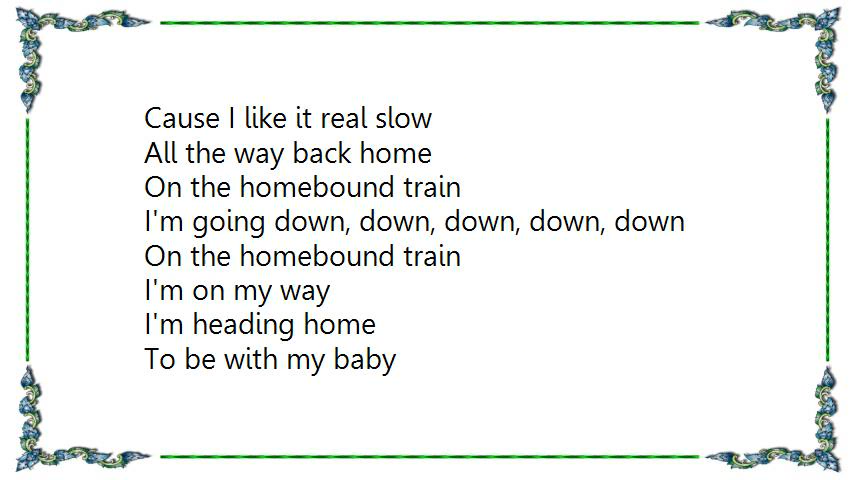 Cause I like it real slow
All the way back home
On the homebound train
I'm going down, down, down, down, down
On the homebound train
I'm on my way
I'm heading home
To be with my baby